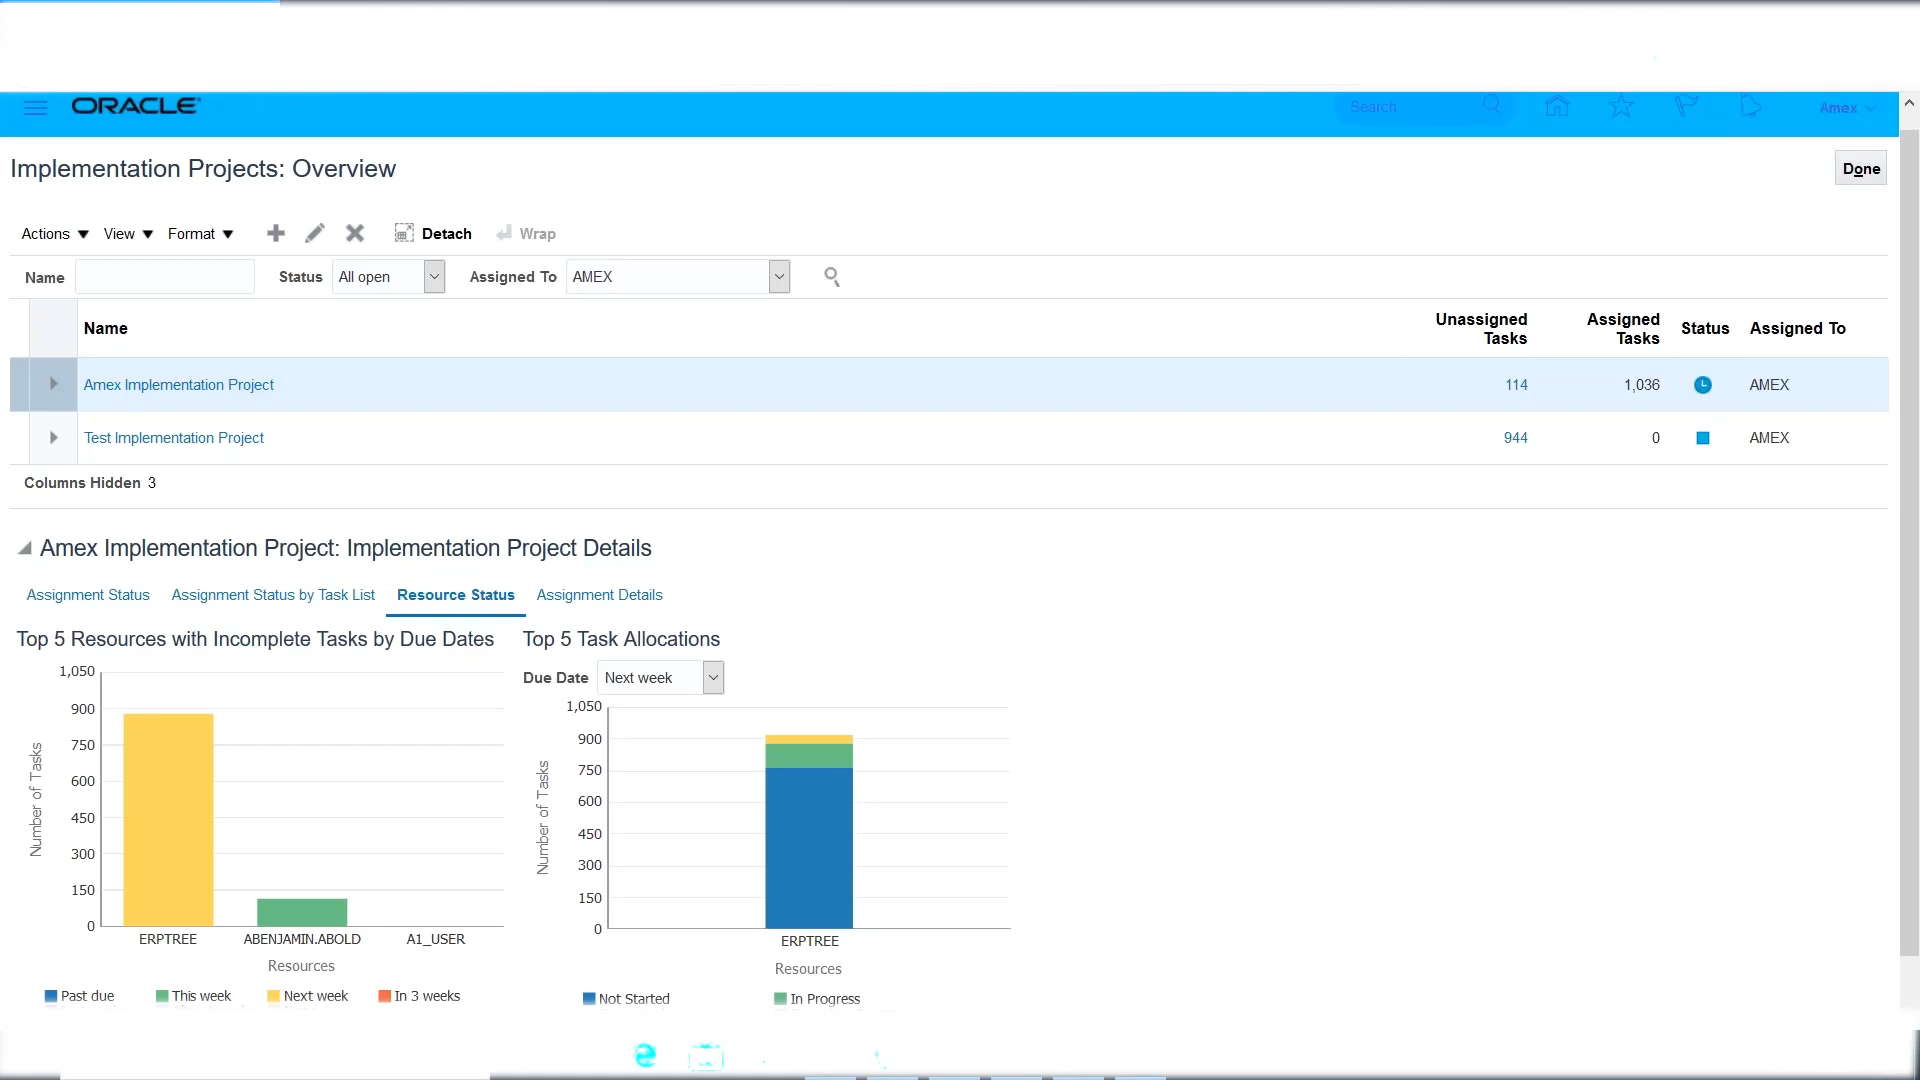 ORACLE
Search
Amex
Implementation Projects: Overview
Done
Actions View Format Detach Wrap
Name Status All open Assigned To AMEX
Name Unassigned Tasks Assigned Tasks Status Assigned To
Amex Implementation Project 114 1,036 AMEX
Test Implementation Project 944 0 AMEX
Columns Hidden 3
Amex Implementation Project: Implementation Project Details
Assignment Status Assignment Status by Task List Resource Status Assignment Details
Top 5 Resources with Incomplete Tasks by Due Dates
1,050
900
750
600
450
300
150
0
Number of Tasks
ERPTREE ABENJAMIN.ABOLD A1_USER
Resources
Past due This week Next week In 3 weeks
Top 5 Task Allocations
Due Date Next week
1,050
900
750
600
450
300
150
0
Number of Tasks
ERPTREE
Resources
Not Started In Progress